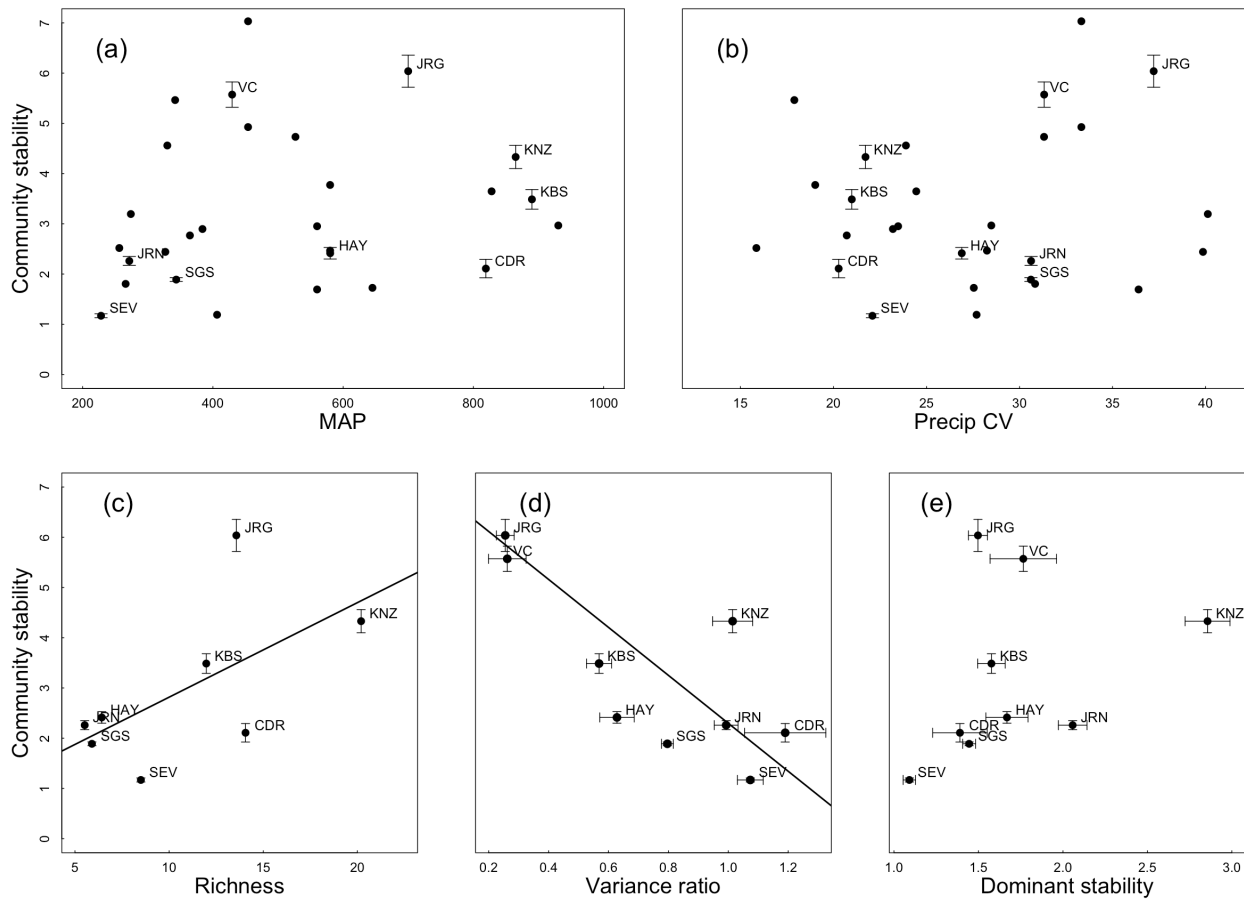 (a)
Community stability
0 1 2 3 4 5 6 7
JRG
VC
KNZ
KBS
HAY
JRN
CDR
SGS
SEV
200 400 600 800 1000
MAP
(b)
JRG
VC
KNZ
KBS
HAY
JRN
CDR
SGS
SEV
15 20 25 30 35 40
Precip CV
(c)
Community stability
0 1 2 3 4 5 6 7
JRG
KNZ
KBS
HAY
JRN
CDR
SGS
SEV
5 10 15 20
Richness
(d)
JRG
VC
KNZ
KBS
HAY
JRN
CDR
SGS
SEV
0.2 0.4 0.6 0.8 1.0 1.2
Variance ratio
(e)
JRG
VC
KNZ
KBS
HAY
JRN
CDR
SGS
SEV
1.0 1.5 2.0 2.5 3.0
Dominant stability